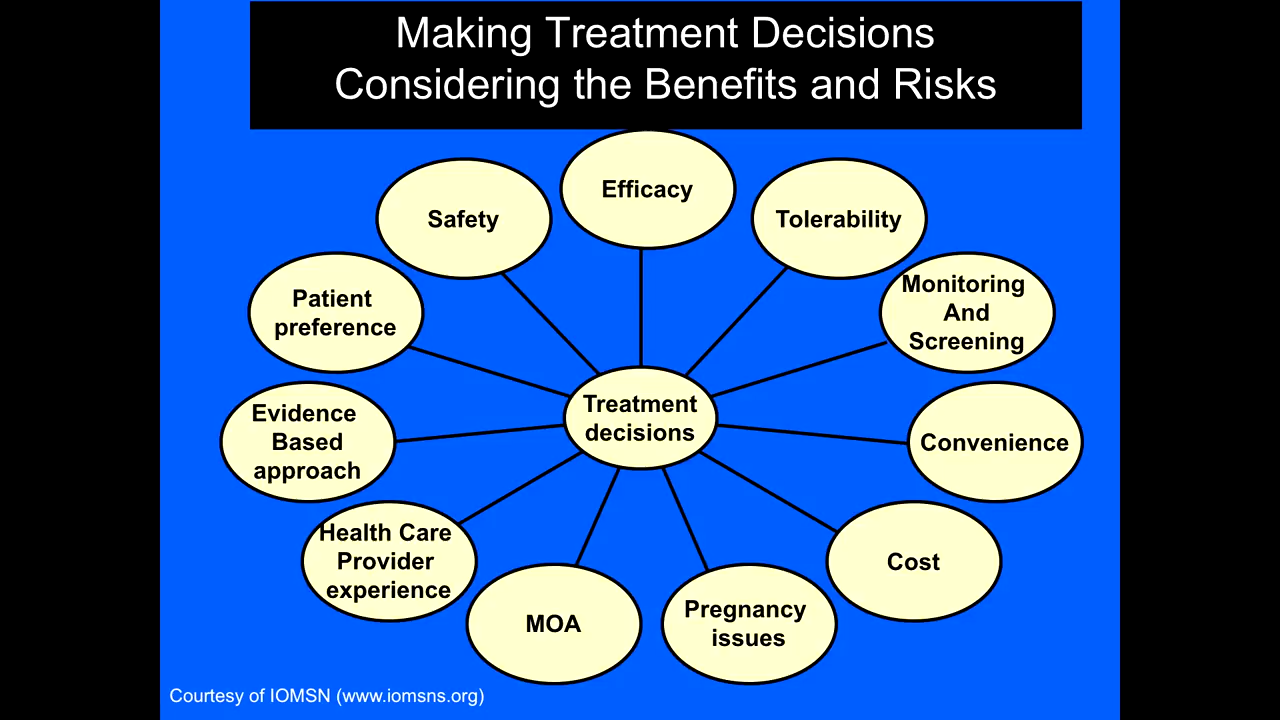 Making Treatment Decisions
Considering the Benefits and Risks
Efficacy
Safety
Tolerability
Patient
preference
Monitoring
And
Screening
Treatment
decisions
Evidence
Based
approach
Convenience
Health Care
Provider
experience
Cost
MOA
Pregnancy
issues
Courtesy of IOMSN (www.iomsns.org)